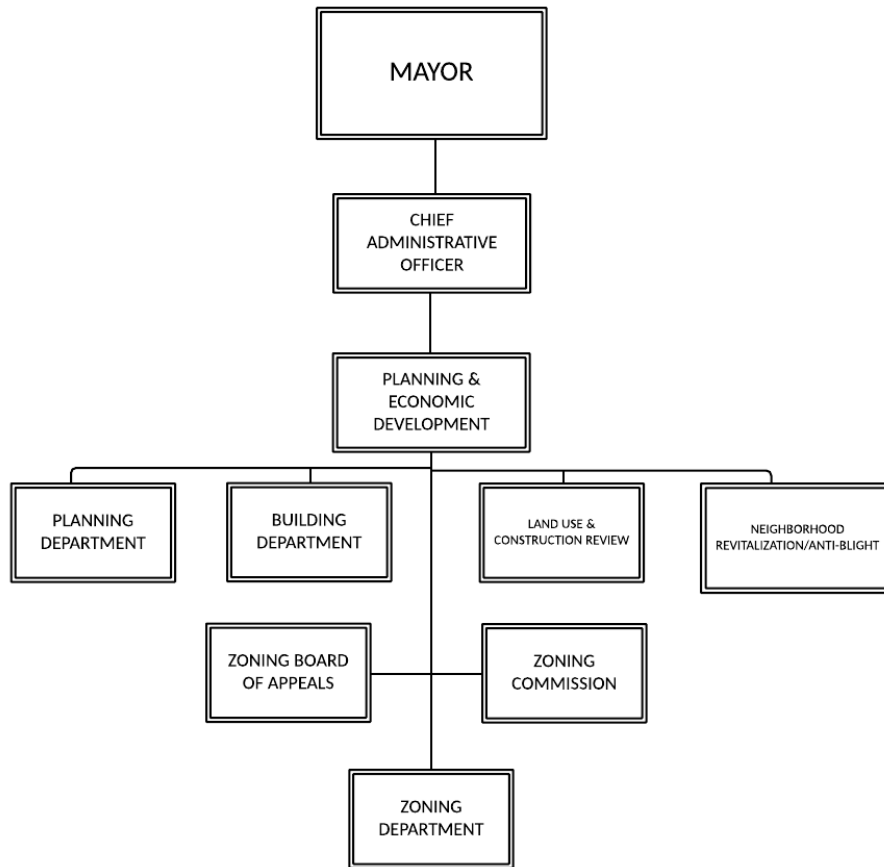 MAYOR
CHIEF
ADMINISTRATIVE
OFFICER
PLANNING &
ECONOMIC
DEVELOPMENT
PLANNING
DEPARTMENT
BUILDING
DEPARTMENT
LAND USE &
CONSTRUCTION REVIEW
NEIGHBORHOOD
REVITALIZATION/ANTI-BLIGHT
ZONING BOARD
OF APPEALS
ZONING
COMMISSION
ZONING
DEPARTMENT